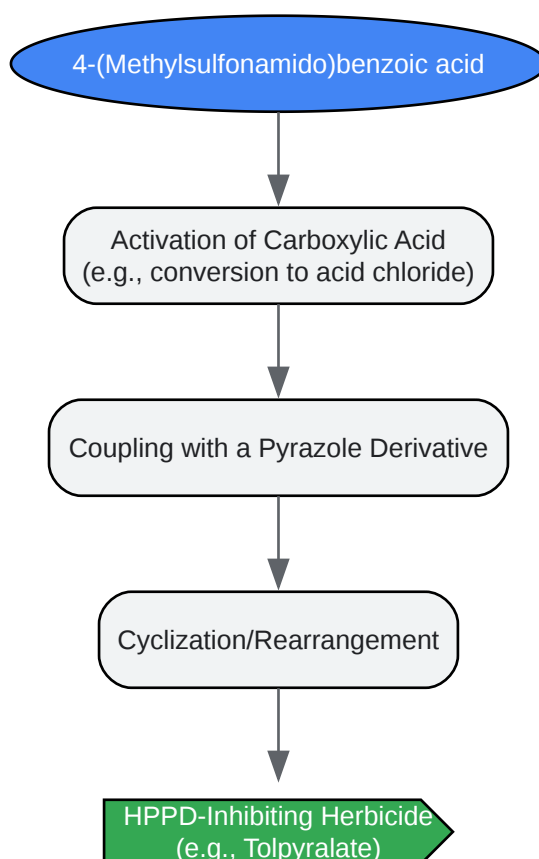 4-(Methylsulfonamido)benzoic acid
Activation of Carboxylic Acid
(e.g., conversion to acid chloride)
Coupling with a Pyrazole Derivative
Cyclization/Rearrangement
HPPD-Inhibiting Herbicide
(e.g., Tolpyralate)